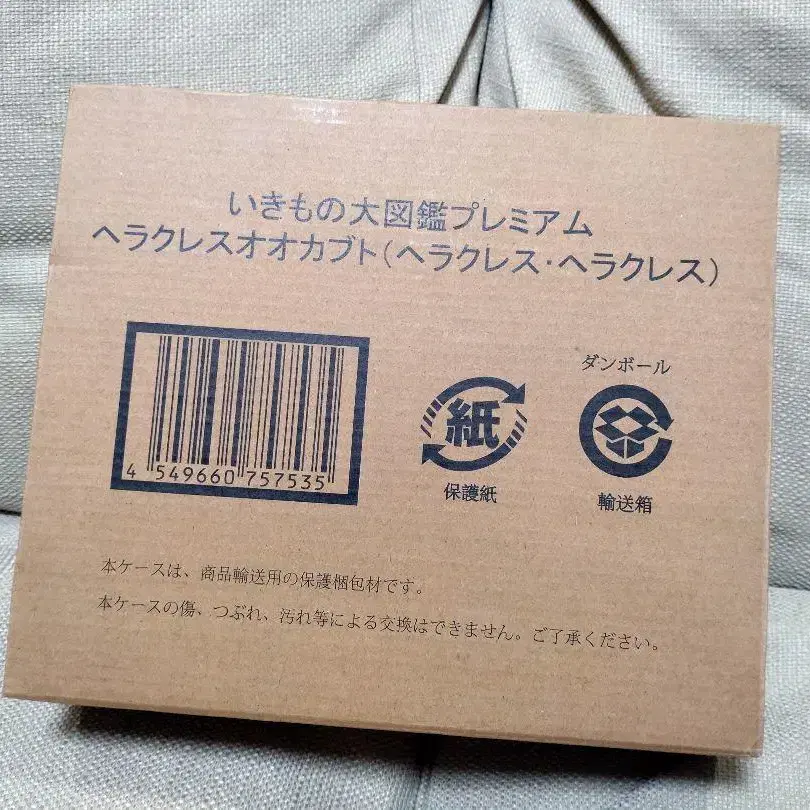 いきもの大図鑑プレミアム
ヘラクレスオオカブト(ヘラクレス・ヘラクレス)
4 549660 757535
紙
保護紙
ダンボール
輸送箱
本ケースは、商品輸送用の保護梱包材です。
本ケースの傷、つぶれ、汚れ等による交換はできません。ご了承ください。